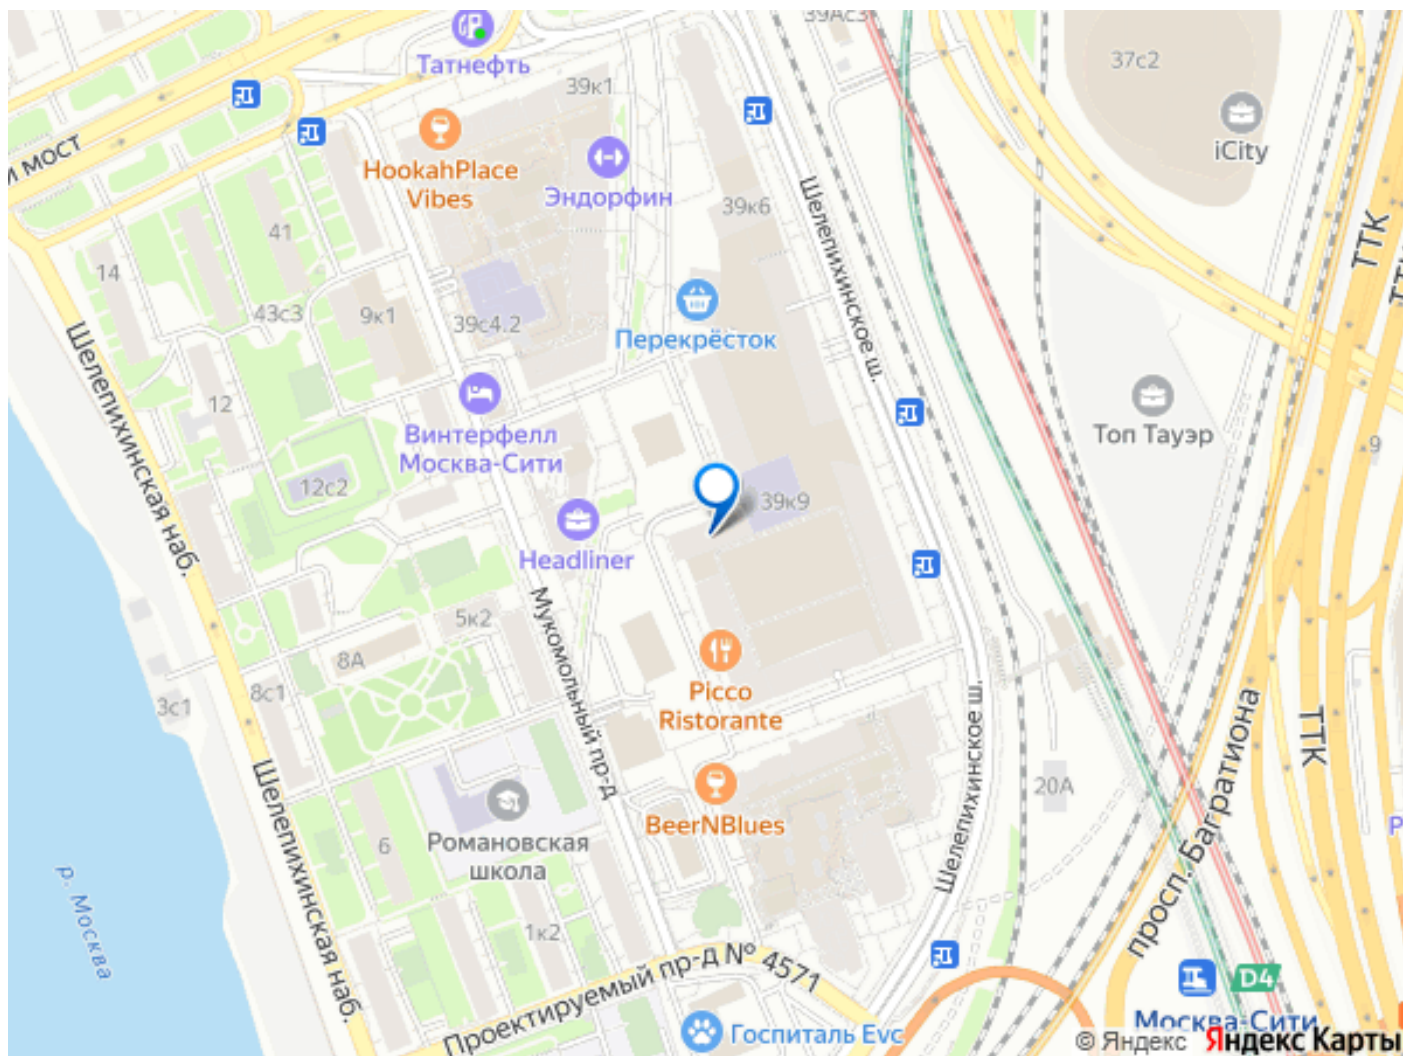 39Ас3
Татнефть
39к1
37с2
iCity
И МОСТ
HookahPlace
Vibes
Эндорфин
39к6
Шелепихинское ш.
ТТК
41
14
43с3
9к1
39с4.2
Перекрёсток
12
Винтерфелл
Москва-Сити
Топ Тауэр
9
Шелепихинская наб.
12с2
39к9
Headliner
Мукомольный пр-д
5к2
8А
8с1
3с1
Picco
Ristorante
Шелепихинское ш.
просп. Багратиона
ТТК
20А
BeerNBlues
Шелепихинская наб.
6
Романовская
школа
р. Москва
1к2
Проектируемый пр-д № 4571
D4
Москва-Сити
Госпиталь Evc
© Яндекс Яндекс Карты